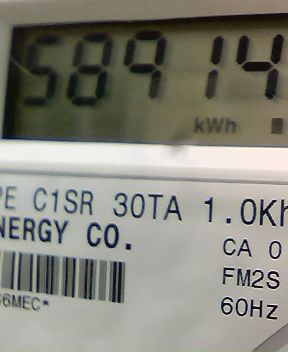 58914
kWh
PE C1SR 30TA 1.0Kh
NERGY CO.
CA 0
FM2S
6MEC*
60Hz